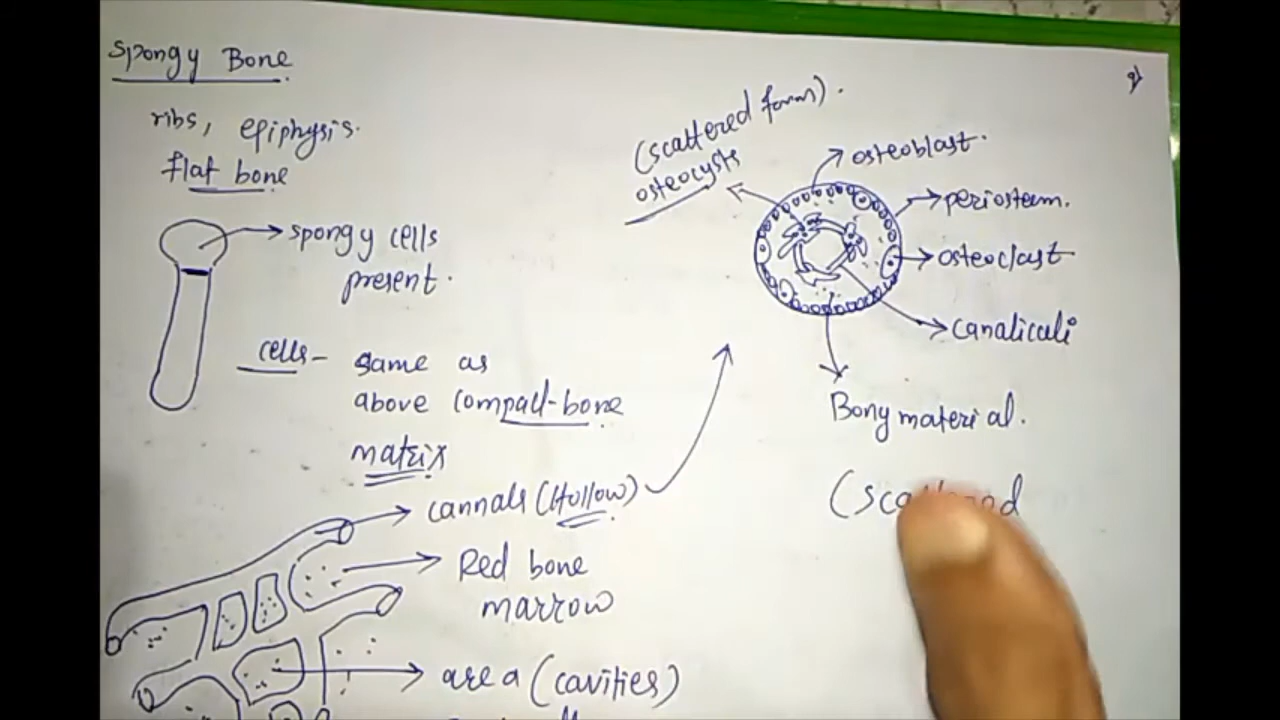 Spongy Bone
ribs, epiphysis.
flat bone
spongy cells
present.
cells - same as
above compact-bone
matrix
cannals (Hollow)
Red bone
marrow
area (cavities)
(scattered form).
osteocysts
osteoblast.
periosteum.
osteoclast
canaliculi
Bony material.
(scattered